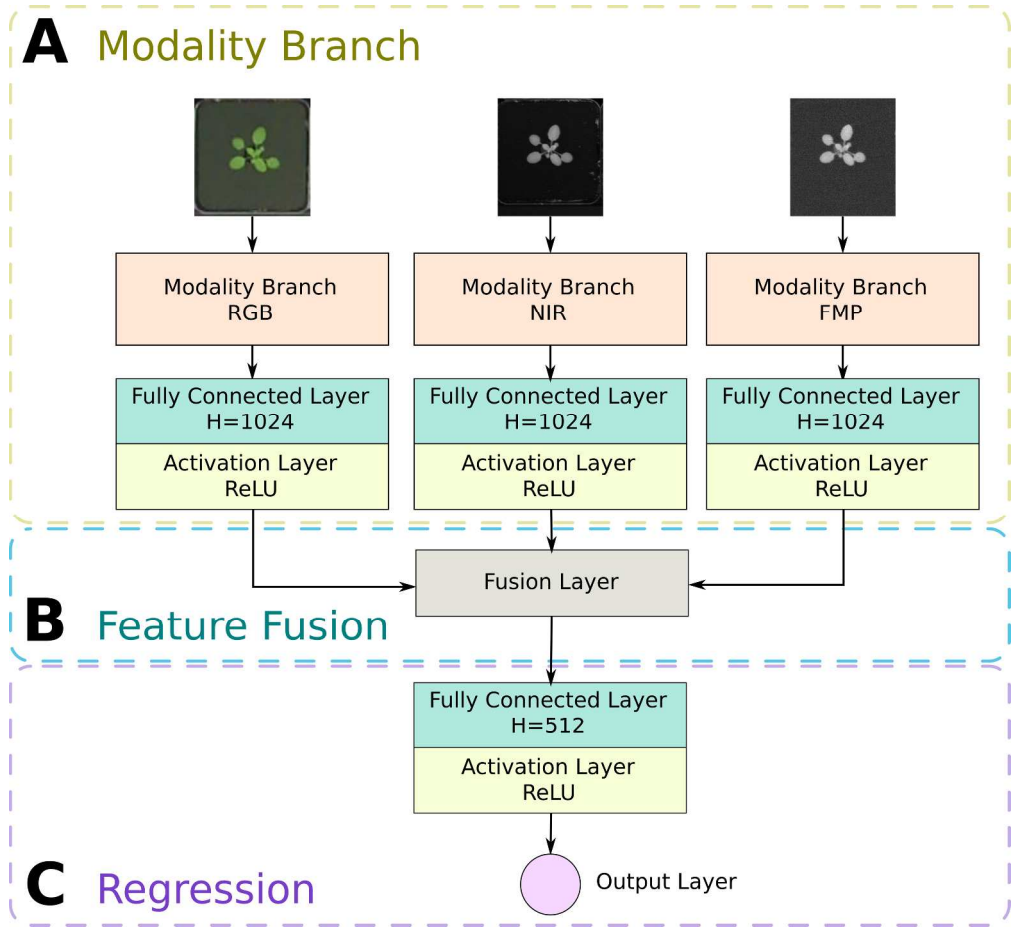 A Modality Branch
Modality Branch
RGB
Modality Branch
NIR
Modality Branch
FMP
Fully Connected Layer
H=1024
Fully Connected Layer
H=1024
Fully Connected Layer
H=1024
Activation Layer
ReLU
Activation Layer
ReLU
Activation Layer
ReLU
Fusion Layer
B Feature Fusion
Fully Connected Layer
H=512
Activation Layer
ReLU
Output Layer
C Regression